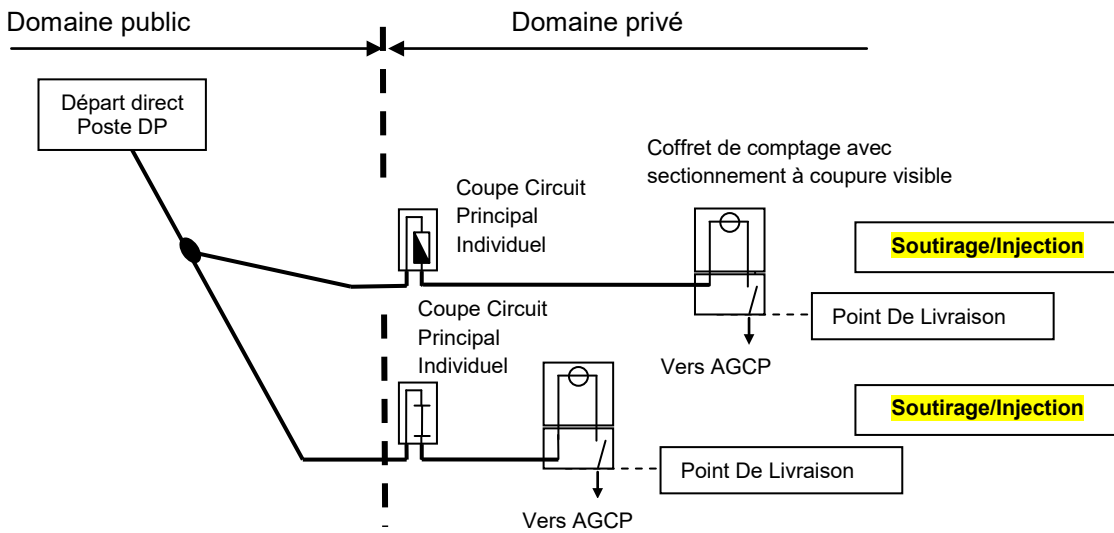 Domaine public
Domaine privé
Départ direct
Poste DP
Coffret de comptage avec
sectionnement à coupure visible
Coupe Circuit
Principal
Individuel
Soutirage/Injection
Point De Livraison
Vers AGCP
Coupe Circuit
Principal
Individuel
Soutirage/Injection
Point De Livraison
Vers AGCP